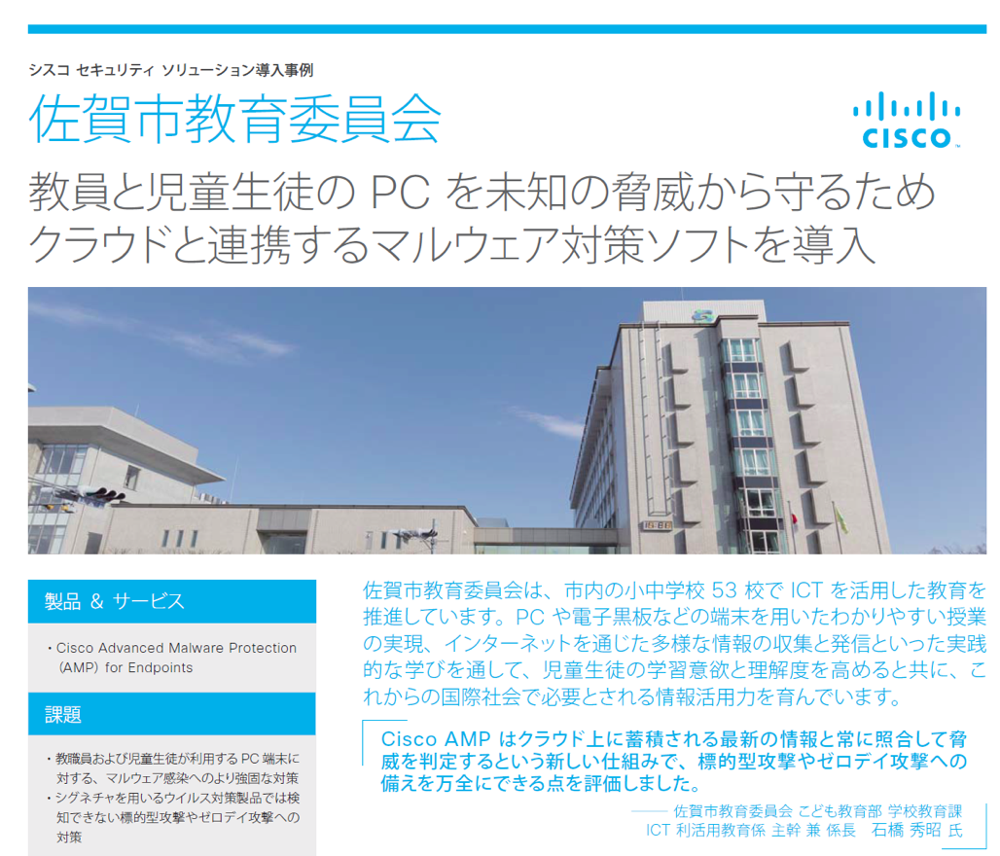 シスコ セキュリティ ソリューション導入事例
佐賀市教育委員会
CISCO™
教員と児童生徒の PC を未知の脅威から守るため
クラウドと連携するマルウェア対策ソフトを導入
製品 & サービス
・Cisco Advanced Malware Protection
（AMP）for Endpoints
課題
・教職員および児童生徒が利用する PC 端末に
対する、マルウェア感染へのより強固な対策
・シグネチャを用いるウイルス対策製品では検
知できない標的型攻撃やゼロデイ攻撃への
対策
佐賀市教育委員会は、市内の小中学校 53 校で ICT を活用した教育を
推進しています。PC や電子黒板などの端末を用いたわかりやすい授業
の実現、インターネットを通じた多様な情報の収集と発信といった実践
的な学びを通して、児童生徒の学習意欲と理解度を高めると共に、こ
れからの国際社会で必要とされる情報活用力を育んでいます。
Cisco AMP はクラウド上に蓄積される最新の情報と常に照合して脅
威を判定するという新しい仕組みで、標的型攻撃やゼロデイ攻撃への
備えを万全にできる点を評価しました。
—— 佐賀市教育委員会 こども教育部 学校教育課
ICT 利活用教育係 主幹 兼 係長　石橋 秀昭 氏